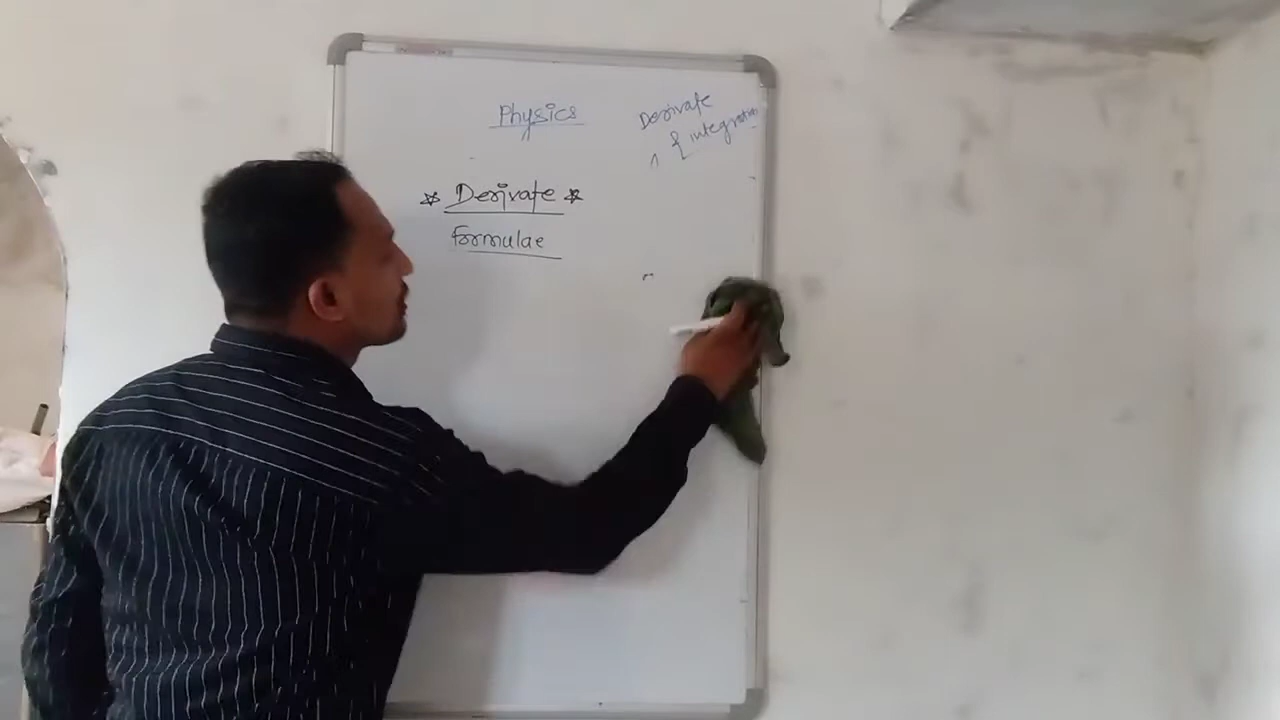 Physics
Derivate
& integration
* Derivate *
formulae